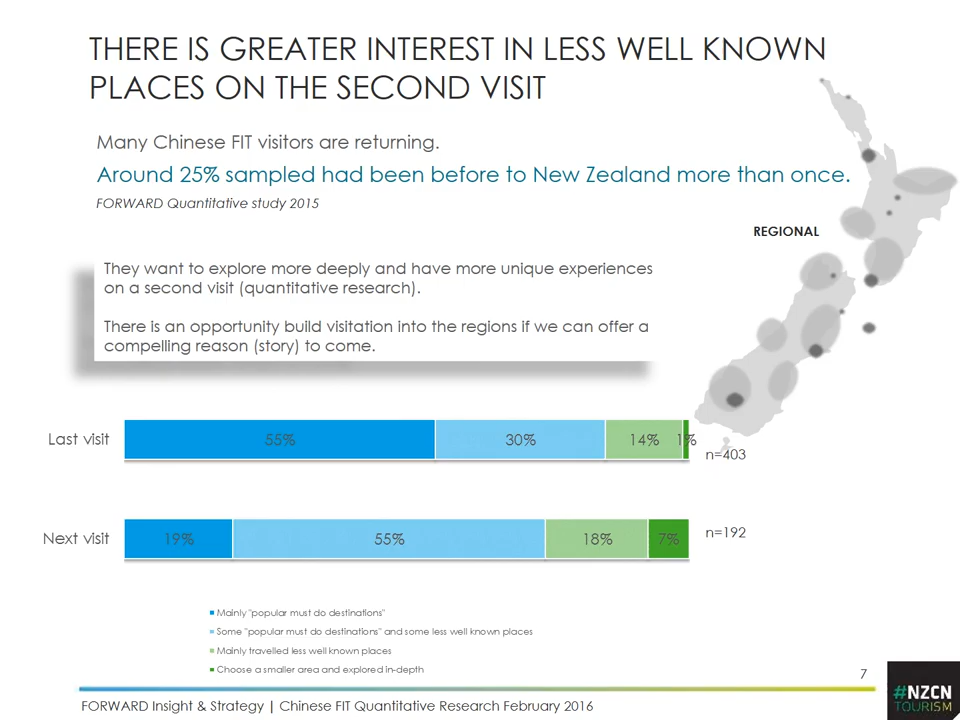 THERE IS GREATER INTEREST IN LESS WELL KNOWN
PLACES ON THE SECOND VISIT
Many Chinese FIT visitors are returning.
Around 25% sampled had been before to New Zealand more than once.
FORWARD Quantitative study 2015
REGIONAL
They want to explore more deeply and have more unique experiences
on a second visit (quantitative research).
There is an opportunity build visitation into the regions if we can offer a
compelling reason (story) to come.
Last visit 55% 30% 14% 1%
n=403
Next visit 19% 55% 18% 7% n=192
Mainly "popular must do destinations"
Some "popular must do destinations" and some less well known places
Mainly travelled less well known places
Choose a smaller area and explored in-depth
7
FORWARD Insight & Strategy | Chinese FIT Quantitative Research February 2016
#NZCN
TOURISM